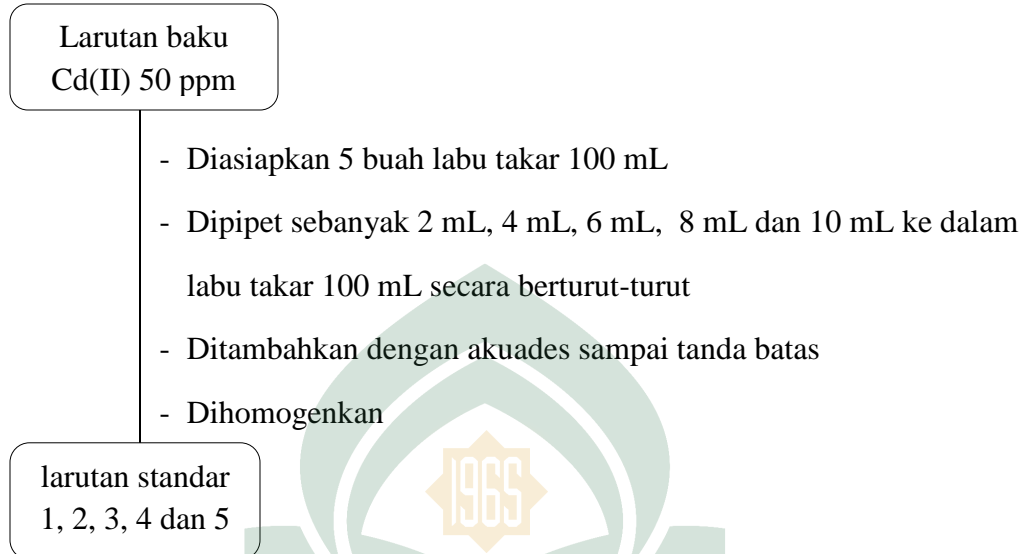 Larutan baku
Cd(II) 50 ppm
- Diasiapkan 5 buah labu takar 100 mL
- Dipipet sebanyak 2 mL, 4 mL, 6 mL, 8 mL dan 10 mL ke dalam
labu takar 100 mL secara berturut-turut
- Ditambahkan dengan akuades sampai tanda batas
- Dihomogenkan
1965
larutan standar
1, 2, 3, 4 dan 5